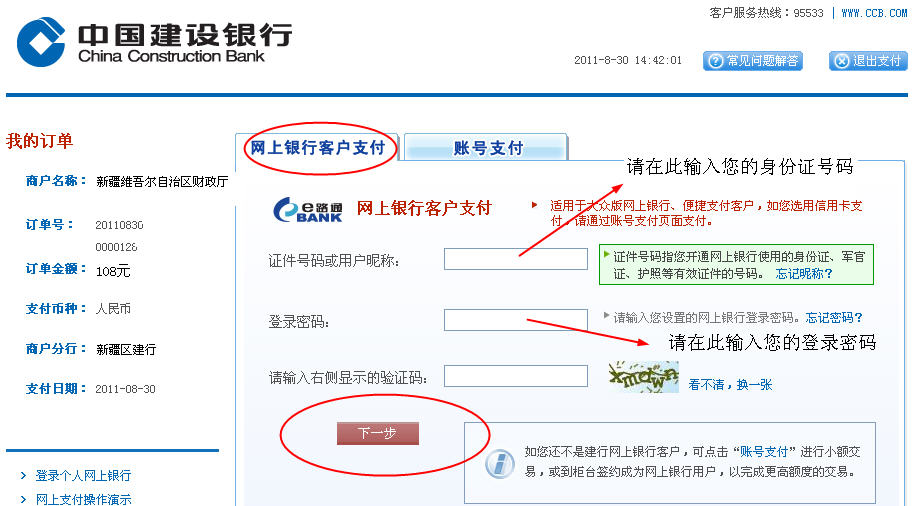 客户服务热线：95533 | WWW.CCB.COM
中国建设银行
China Construction Bank
2011-8-30 14:42:01 常见问题解答 退出支付
我的订单
网上银行客户支付 账号支付
请在此输入您的身份证号码
商户名称： 新疆维吾尔自治区财政厅
e路通
BANK
网上银行客户支付
适用于大众版网上银行、便捷支付客户，如您选用信用卡支
付，请通过账号支付页面支付。
订单号： 20110830
0000128
订单金额： 108元
支付币种： 人民币
商户分行： 新疆区建行
支付日期： 2011-08-30
证件号码或用户昵称：
证件号码指您开通网上银行使用的身份证、军官
证、护照等有效证件的号码。 忘记昵称？
登录密码：
请输入您设置的网上银行登录密码。忘记密码？
请在此输入您的登录密码
请输入右侧显示的验证码：
看不清，换一张
下一步
如您还不是建行网上银行客户，可点击“账号支付”进行小额交
易，或到柜台签约成为网上银行用户，以完成更高额度的交易。
登录个人网上银行
网上支付操作演示